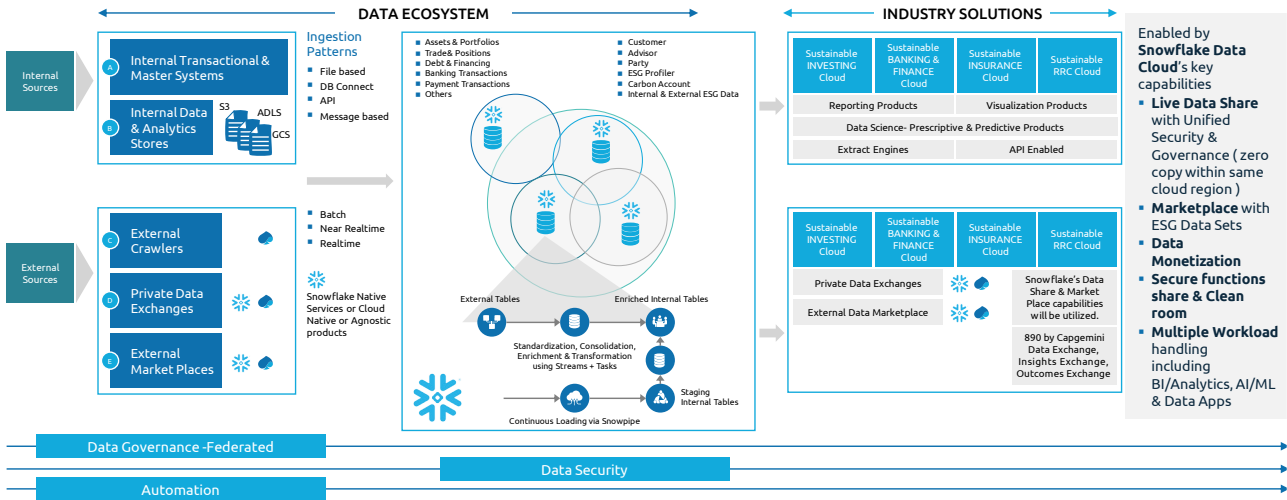 DATA ECOSYSTEM
INDUSTRY SOLUTIONS
Internal
Sources
A
Internal Transactional &
Master Systems
B
Internal Data
& Analytics
Stores
S3
ADLS
GCS
External
Sources
C
External
Crawlers
D
Private Data
Exchanges
E
External
Market Places
Ingestion
Patterns
▪ File based
▪ DB Connect
▪ API
▪ Message based
▪ Batch
▪ Near Realtime
▪ Realtime
Snowflake Native
Services or Cloud
Native or Agnostic
products
▪ Assets & Portfolios
▪ Trade& Positions
▪ Debt & Financing
▪ Banking Transactions
▪ Payment Transactions
▪ Others
▪ Customer
▪ Advisor
▪ Party
▪ ESG Profiler
▪ Carbon Account
▪ Internal & External ESG Data
External Tables
Enriched Internal Tables
Standardization, Consolidation,
Enrichment & Transformation
using Streams + Tasks
Staging
Internal Tables
Continuous Loading via Snowpipe
Sustainable
INVESTING
Cloud
Sustainable
BANKING &
FINANCE
Cloud
Sustainable
INSURANCE
Cloud
Sustainable
RRC Cloud
Reporting Products
Visualization Products
Data Science- Prescriptive & Predictive Products
Extract Engines
API Enabled
Sustainable
INVESTING
Cloud
Sustainable
BANKING &
FINANCE
Cloud
Sustainable
INSURANCE
Cloud
Sustainable
RRC Cloud
Private Data Exchanges
External Data Marketplace
Snowflake's Data
Share & Market
Place capabilities
will be utilized.
890 by Capgemini
Data Exchange,
Insights Exchange,
Outcomes Exchange
Enabled by
Snowflake Data
Cloud's key
capabilities
▪ Live Data Share
with Unified
Security &
Governance ( zero
copy within same
cloud region )
▪ Marketplace with
ESG Data Sets
▪ Data
Monetization
▪ Secure functions
share & Clean
room
▪ Multiple Workload
handling
including
BI/Analytics, AI/ML
& Data Apps
Data Governance -Federated
Data Security
Automation